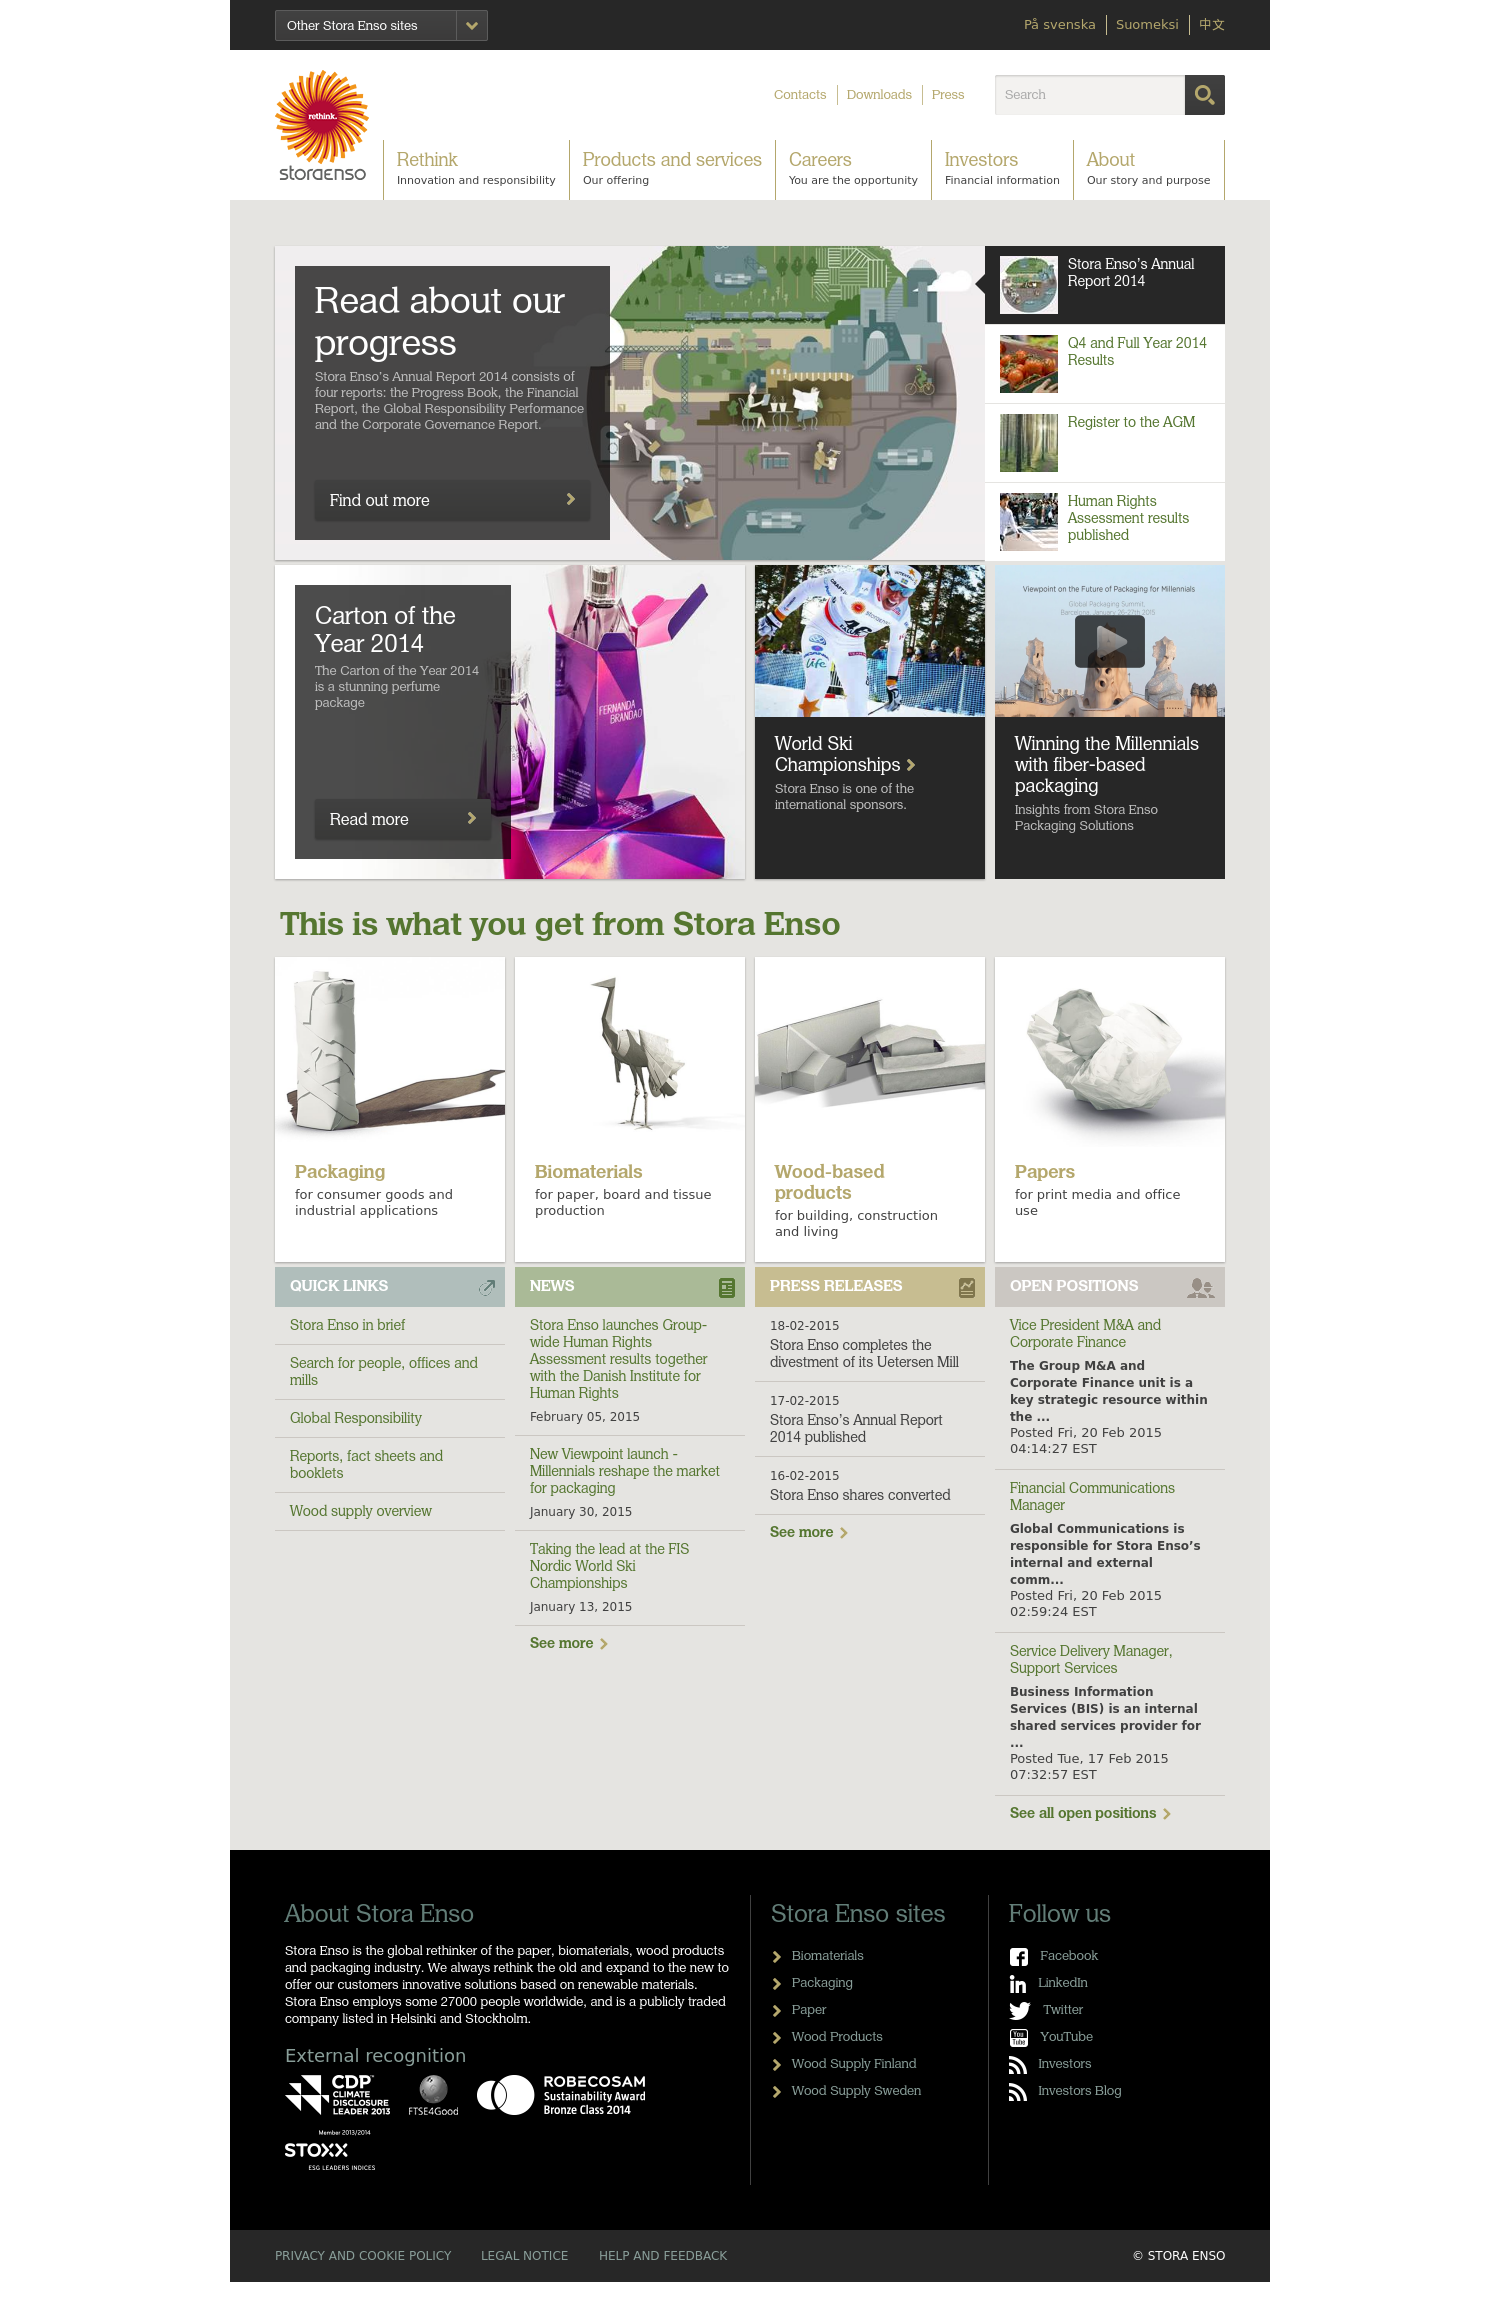 Other Stora Enso sites
På svenska
Suomeksi
中文
rethink.
storaenso
Contacts
Downloads
Press
Search
Rethink
Innovation and responsibility
Products and services
Our offering
Careers
You are the opportunity
Investors
Financial information
About
Our story and purpose
Read about our
progress
Stora Enso's Annual Report 2014 consists of
four reports: the Progress Book, the Financial
Report, the Global Responsibility Performance
and the Corporate Governance Report.
Find out more
Stora Enso's Annual
Report 2014
Q4 and Full Year 2014
Results
Register to the AGM
Human Rights
Assessment results
published
Carton of the
Year 2014
The Carton of the Year 2014
is a stunning perfume
package
Read more
FERNANDA
BRANDAO
life
World Ski
Championships
Stora Enso is one of the
international sponsors.
Viewpoint on the Future of Packaging for Millennials
Global Packaging Summit,
Barcelona, January 26-27th 2015
Winning the Millennials
with fiber-based
packaging
Insights from Stora Enso
Packaging Solutions
This is what you get from Stora Enso
Packaging
for consumer goods and
industrial applications
Biomaterials
for paper, board and tissue
production
Wood-based
products
for building, construction
and living
Papers
for print media and office
use
QUICK LINKS
Stora Enso in brief
Search for people, offices and
mills
Global Responsibility
Reports, fact sheets and
booklets
Wood supply overview
NEWS
Stora Enso launches Group-
wide Human Rights
Assessment results together
with the Danish Institute for
Human Rights
February 05, 2015
New Viewpoint launch -
Millennials reshape the market
for packaging
January 30, 2015
Taking the lead at the FIS
Nordic World Ski
Championships
January 13, 2015
See more
PRESS RELEASES
18-02-2015
Stora Enso completes the
divestment of its Uetersen Mill
17-02-2015
Stora Enso's Annual Report
2014 published
16-02-2015
Stora Enso shares converted
See more
OPEN POSITIONS
Vice President M&A and
Corporate Finance
The Group M&A and
Corporate Finance unit is a
key strategic resource within
the ...
Posted Fri, 20 Feb 2015
04:14:27 EST
Financial Communications
Manager
Global Communications is
responsible for Stora Enso's
internal and external
comm...
Posted Fri, 20 Feb 2015
02:59:24 EST
Service Delivery Manager,
Support Services
Business Information
Services (BIS) is an internal
shared services provider for
...
Posted Tue, 17 Feb 2015
07:32:57 EST
See all open positions
About Stora Enso
Stora Enso is the global rethinker of the paper, biomaterials, wood products
and packaging industry. We always rethink the old and expand to the new to
offer our customers innovative solutions based on renewable materials.
Stora Enso employs some 27000 people worldwide, and is a publicly traded
company listed in Helsinki and Stockholm.
External recognition
CDP
CLIMATE
DISCLOSURE
LEADER 2013
FTSE4Good
ROBECOSAM
Sustainability Award
Bronze Class 2014
Member 2013/2014
STOXX
ESG LEADERS INDICES
Stora Enso sites
Biomaterials
Packaging
Paper
Wood Products
Wood Supply Finland
Wood Supply Sweden
Follow us
Facebook
LinkedIn
Twitter
YouTube
Investors
Investors Blog
PRIVACY AND COOKIE POLICY
LEGAL NOTICE
HELP AND FEEDBACK
© STORA ENSO